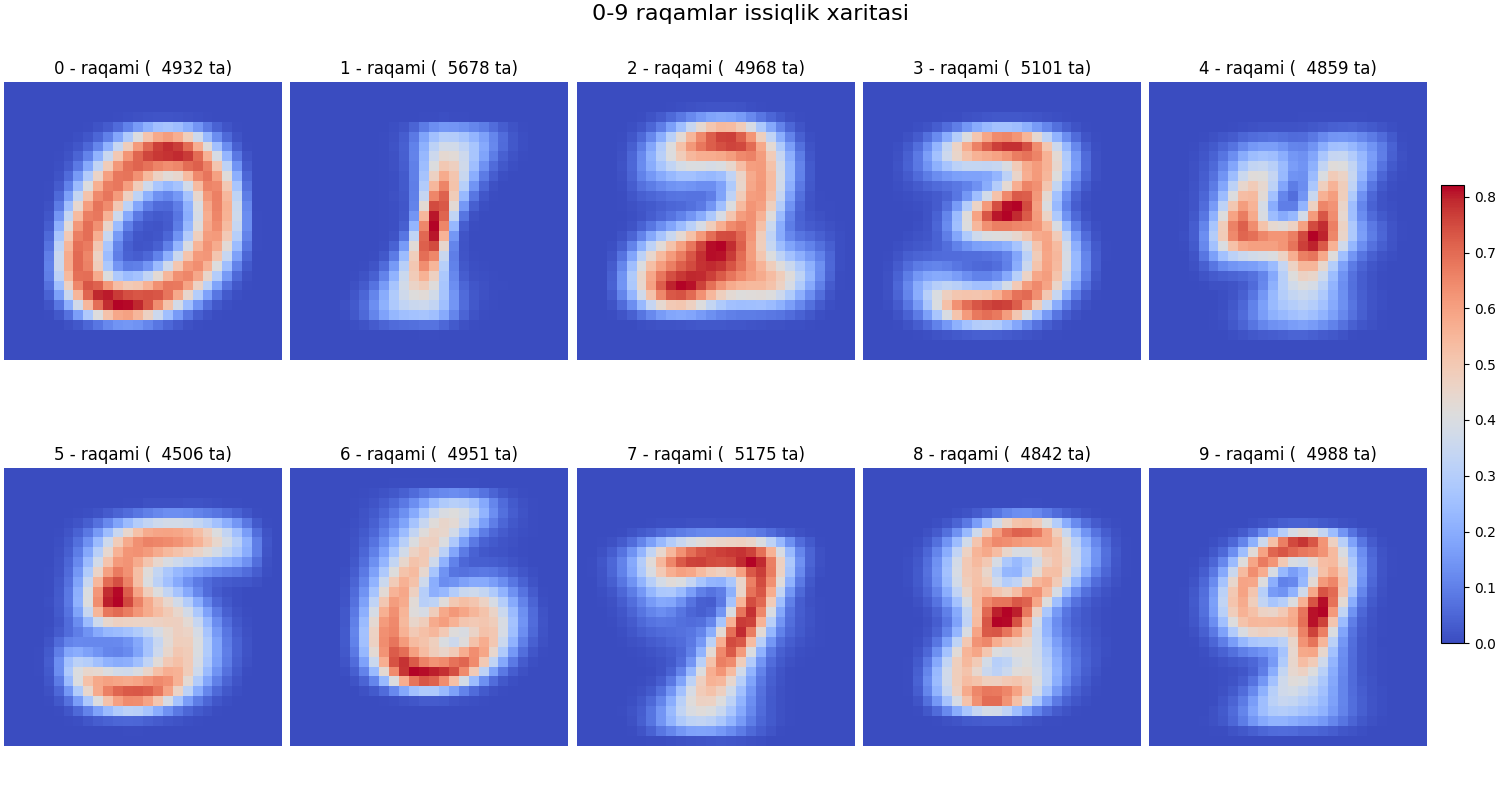 0-9 raqamlar issiqlik xaritasi
0 - raqami (  4932 ta)
1 - raqami (  5678 ta)
2 - raqami (  4968 ta)
3 - raqami (  5101 ta)
4 - raqami (  4859 ta)
5 - raqami (  4506 ta)
6 - raqami (  4951 ta)
7 - raqami (  5175 ta)
8 - raqami (  4842 ta)
9 - raqami (  4988 ta)
0.8
0.7
0.6
0.5
0.4
0.3
0.2
0.1
0.0